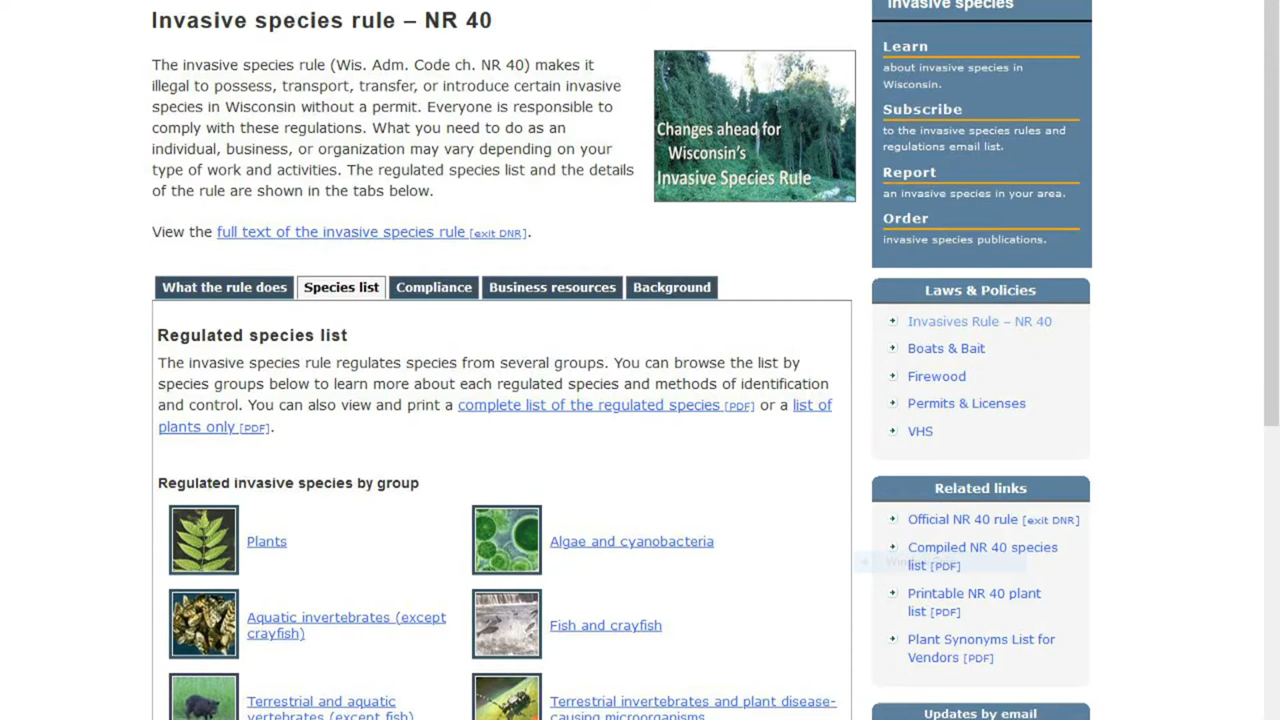 Invasive species rule – NR 40
The invasive species rule (Wis. Adm. Code ch. NR 40) makes it
illegal to possess, transport, transfer, or introduce certain invasive
species in Wisconsin without a permit. Everyone is responsible to
comply with these regulations. What you need to do as an
individual, business, or organization may vary depending on your
type of work and activities. The regulated species list and the details
of the rule are shown in the tabs below.
Changes ahead for
Wisconsin's
Invasive Species Rule
View the full text of the invasive species rule [exit DNR].
What the rule does
Species list
Compliance
Business resources
Background
Regulated species list
The invasive species rule regulates species from several groups. You can browse the list by
species groups below to learn more about each regulated species and methods of identification
and control. You can also view and print a complete list of the regulated species [PDF] or a list of
plants only [PDF].
Regulated invasive species by group
Plants
Algae and cyanobacteria
Aquatic invertebrates (except
crayfish)
Fish and crayfish
Terrestrial and aquatic
vertebrates (except fish)
Terrestrial invertebrates and plant disease-
causing microorganisms
Invasive species
Learn
about invasive species in
Wisconsin.
Subscribe
to the invasive species rules and
regulations email list.
Report
an invasive species in your area.
Order
invasive species publications.
Laws & Policies
Invasives Rule – NR 40
Boats & Bait
Firewood
Permits & Licenses
VHS
Related links
Official NR 40 rule [exit DNR]
Compiled NR 40 species
list [PDF]
Printable NR 40 plant
list [PDF]
Plant Synonyms List for
Vendors [PDF]
Updates by email